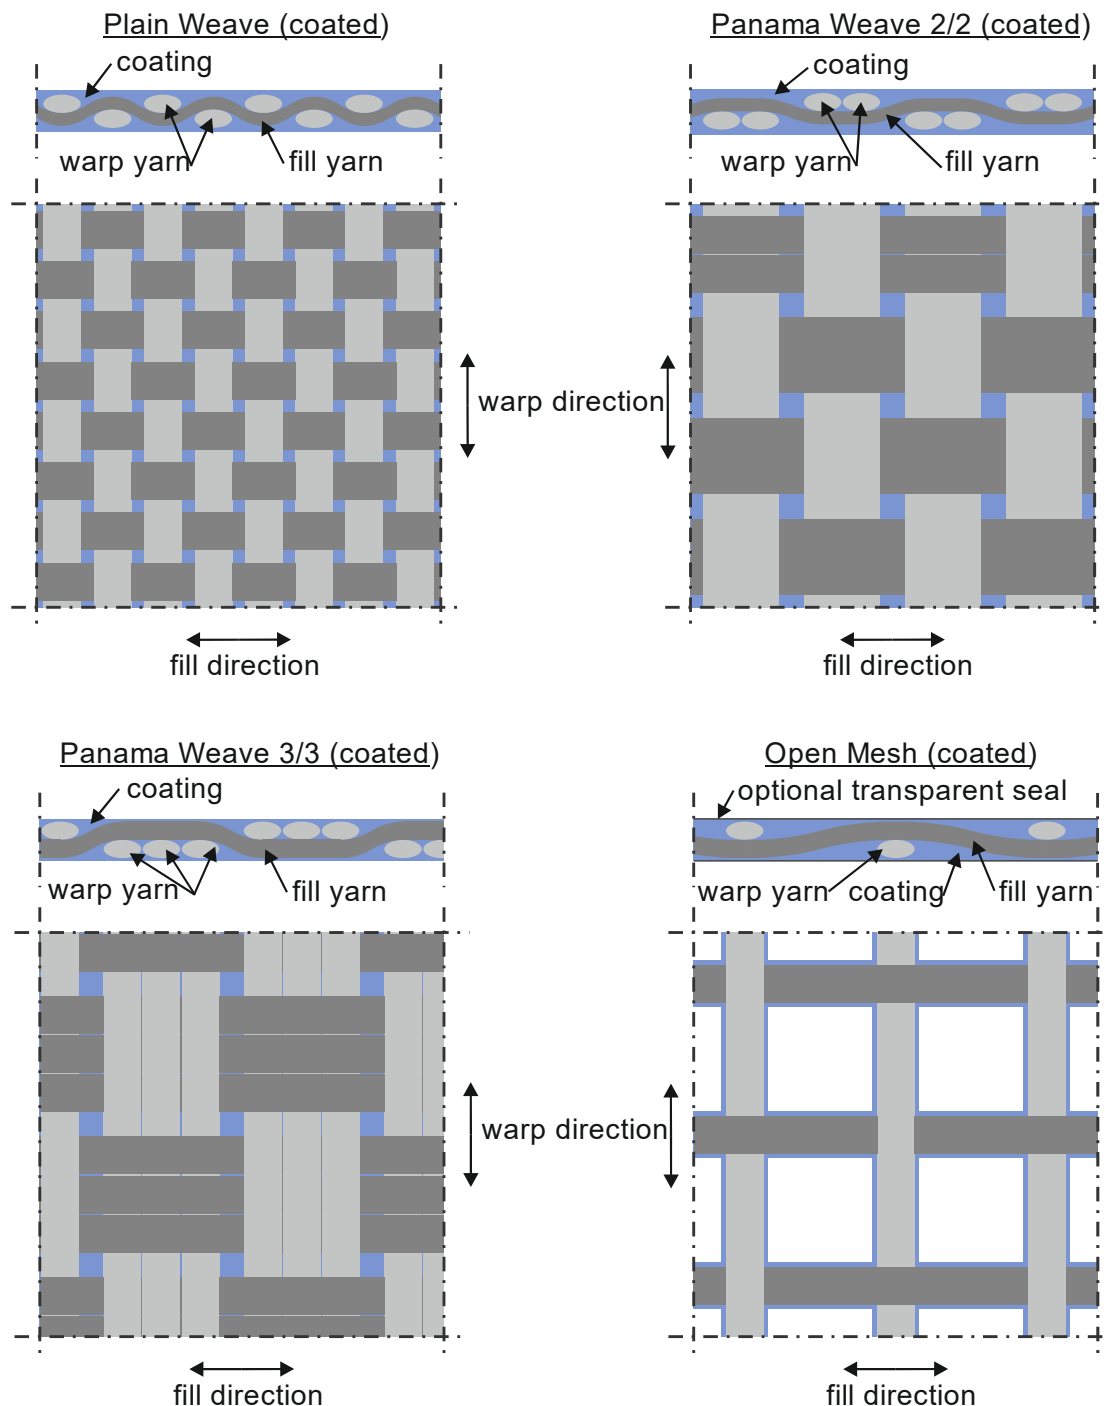 Plain Weave (coated)
coating
warp yarn
fill yarn
Panama Weave 2/2 (coated)
coating
warp yarn
fill yarn
warp direction
fill direction
fill direction
Panama Weave 3/3 (coated)
coating
warp yarn
fill yarn
Open Mesh (coated)
optional transparent seal
warp yarn
coating
fill yarn
warp direction
fill direction
fill direction